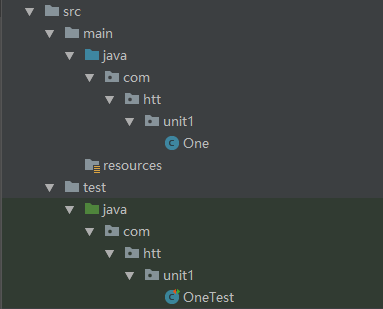 src
main
java
com
htt
unit1
One
resources
test
java
com
htt
unit1
OneTest